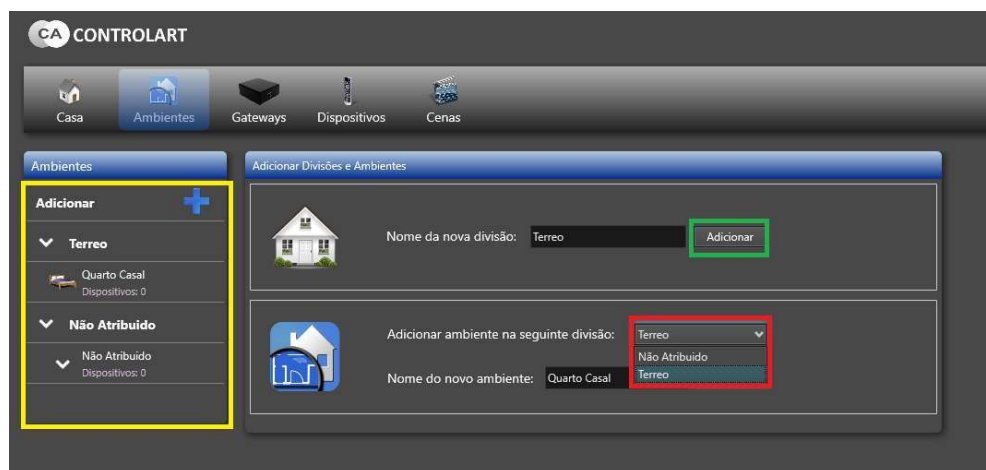 CA CONTROLART
Casa Ambientes Gateways Dispositivos Cenas
Ambientes
Adicionar
Terreo
Quarto Casal
Dispositivos: 0
Não Atribuido
Não Atribuido
Dispositivos: 0
Adicionar Divisões e Ambientes
Nome da nova divisão: Terreo Adicionar
Adicionar ambiente na seguinte divisão: Terreo
Não Atribuido
Terreo
Nome do novo ambiente: Quarto Casal